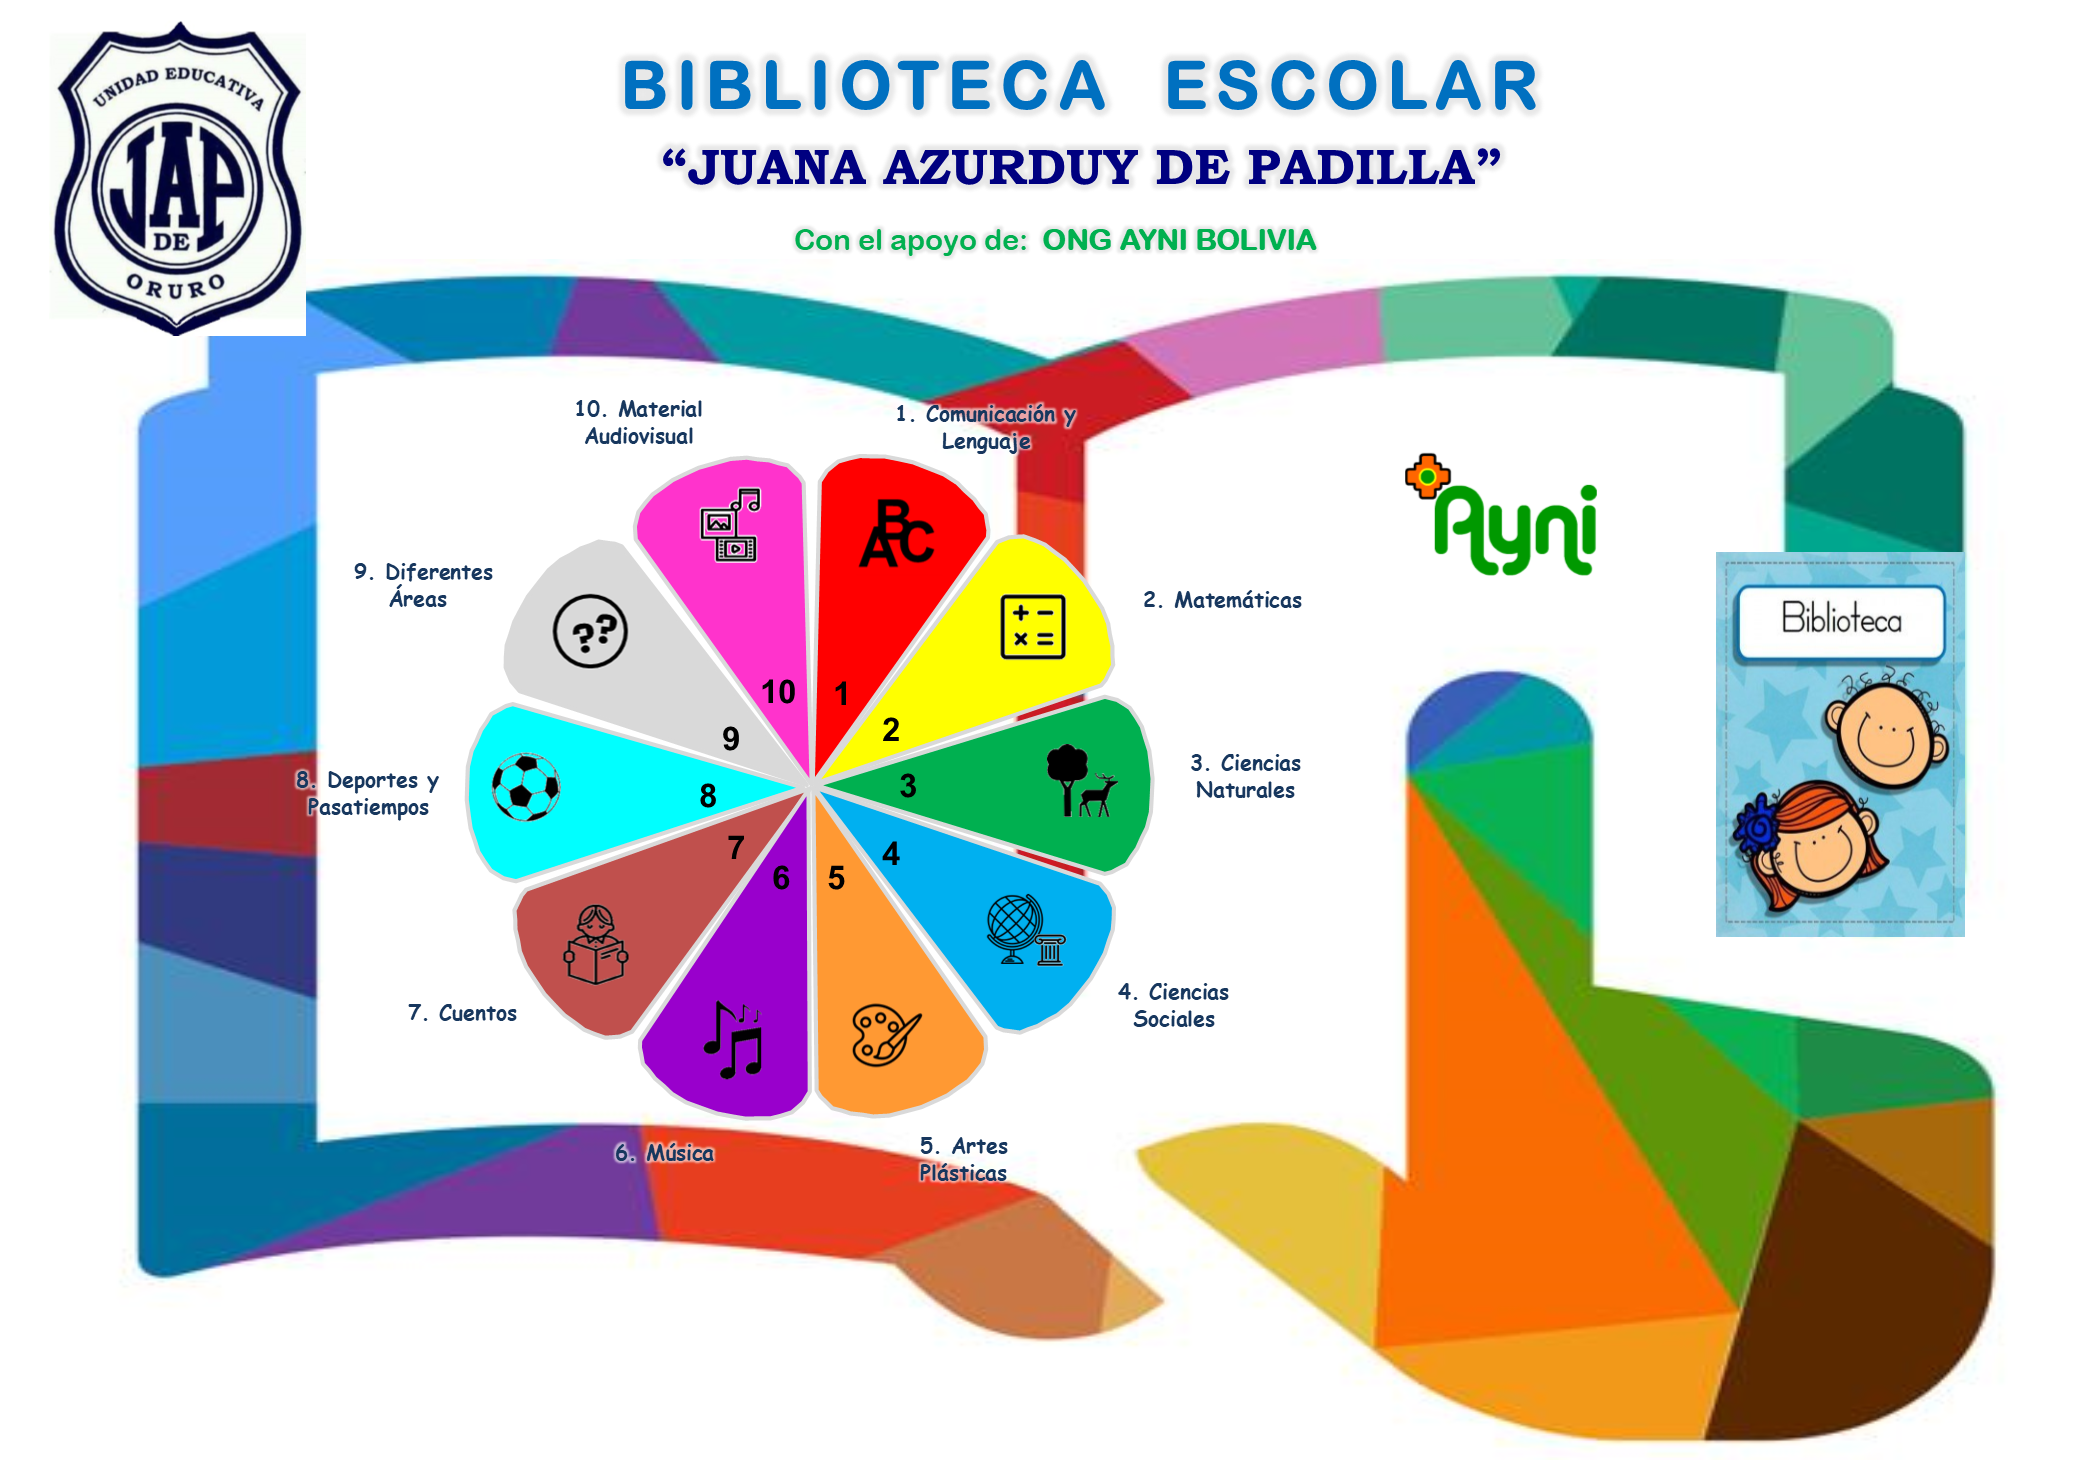 UNIDAD EDUCATIVA
JAP
DE
ORURO
BIBLIOTECA ESCOLAR
“JUANA AZURDUY DE PADILLA”
Con el apoyo de: ONG AYNI BOLIVIA
10. Material
Audiovisual
1. Comunicación y
Lenguaje
9. Diferentes
Áreas
2. Matemáticas
8. Deportes y
Pasatiempos
3. Ciencias
Naturales
7. Cuentos
4. Ciencias
Sociales
6. Música
5. Artes
Plásticas
ABC
??
10
1
9
2
8
3
7
4
6
5
Ayni
Biblioteca